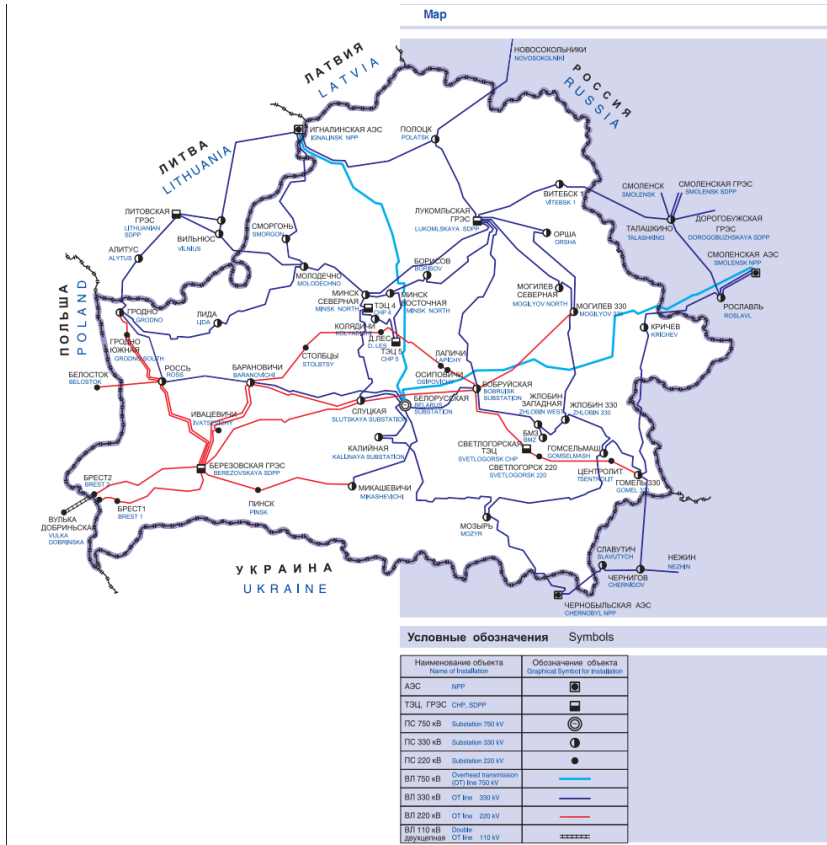 Map
НОВОСОКОЛЬНИКИ
NOVOSOKOLNIKI
ЛАТВИЯ
LATVIA
РОССИЯ
RUSSIA
ИГНАЛИНСКАЯ АЭС
IGNALINSK NPP
ПОЛОЦК
POLATSK
ЛИТВА
LITHUANIA
ВИТЕБСК 1
VITEBSK 1
СМОЛЕНСК
SMOLENSK
СМОЛЕНСКАЯ ГРЭС
SMOLENSK SDPP
ЛИТОВСКАЯ
ГРЭС
LITHUANIAN
SDPP
ВИЛЬНЮС
VILNIUS
СМОРГОНЬ
SMORGON
ЛУКОМЛЬСКАЯ
ГРЭС
LUKOMLSKAYA SDPP
ОРША
ORSHA
ТАЛАШКИНО
TALASHKINO
ДОРОГОБУЖСКАЯ
ГРЭС
DOROGOBUZHSKAYA SDPP
АЛИТУС
ALYTUS
МОЛОДЕЧНО
MOLODECHNO
БОРИСОВ
BORISOV
СМОЛЕНСКАЯ АЭС
SMOLENSK NPP
МИНСК
СЕВЕРНАЯ
MINSK NORTH
МИНСК
ВОСТОЧНАЯ
MINSK NORTH
ТЭЦ 4
CHP 4
МОГИЛЕВ
СЕВЕРНАЯ
MOGILYOV NORTH
МОГИЛЕВ 330
MOGILYOV 330
РОСЛАВЛЬ
ROSLAVL
ПОЛЬША
POLAND
ГРОДНО
GRODNO
ЛИДА
LIDA
КОЛЯДИЧИ
KOLYADICHI
Д.ЛЕС
D. LES
ТЭЦ 5
CHP 5
КРИЧЕВ
KRICHEV
ГРОДНО
ЮЖНАЯ
GRODNO SOUTH
СТОЛБЦЫ
STOLBTSY
ЛАПИЧИ
LAPICHY
БЕЛОСТОК
BELOSTOK
РОССЬ
ROSS
БАРАНОВИЧИ
BARANOVICHI
ОСИПОВИЧИ
OSIPOVICHY
БОБРУЙСКАЯ
BOBRUJSK
SUBSTATION
БЕЛОРУССКАЯ
BELARUS
SUBSTATION
ЖЛОБИН
ЗАПАДНАЯ
ZHLOBIN WEST
ЖЛОБИН 330
ZHLOBIN 330
ИВАЦЕВИЧИ
IVATSEVICHY
СЛУЦКАЯ
SLUTSKAYA SUBSTATION
БМЗ
BMZ
КАЛИЙНАЯ
KALIJNAYA SUBSTATION
СВЕТЛОГОРСКАЯ
ТЭЦ
SVETLOGORSK CHP
ГОМСЕЛЬМАШ
GOMSELMASH
СВЕТЛОГОРСК 220
SVETLOGORSK 220
ЦЕНТРОЛИТ
TSENTROLIT
БЕРЕЗОВСКАЯ ГРЭС
BEREZOVSKAYA SDPP
ГОМЕЛЬ 330
GOMEL 330
БРЕСТ2
BREST 2
МИКАШЕВИЧИ
MIKASHEVICHI
ПИНСК
PINSK
БРЕСТ1
BREST 1
ВУЛЬКА
ДОБРИНЬСКАЯ
VULKA
DOBRINSKA
МОЗЫРЬ
MOZYR
СЛАВУТИЧ
SLAVUTYCH
НЕЖИН
NEZHIN
УКРАИНА
UKRAINE
ЧЕРНИГОВ
CHERNIGOV
ЧЕРНОБЫЛЬСКАЯ АЭС
CHERNOBYL NPP
Условные обозначения Symbols
Наименование объекта
Name of Installation
Обозначение объекта
Graphical Symbol for Installation
АЭС NPP
ТЭЦ, ГРЭС CHP, SDPP
ПС 750 кВ Substation 750 kV
ПС 330 кВ Substation 330 kV
ПС 220 кВ Substation 220 kV
ВЛ 750 кВ Overhead transmission
(OT) line 750 kV
ВЛ 330 кВ OT line 330 kV
ВЛ 220 кВ OT line 220 kV
ВЛ 110 кВ
двухцепная
Double
OT line 110 kV